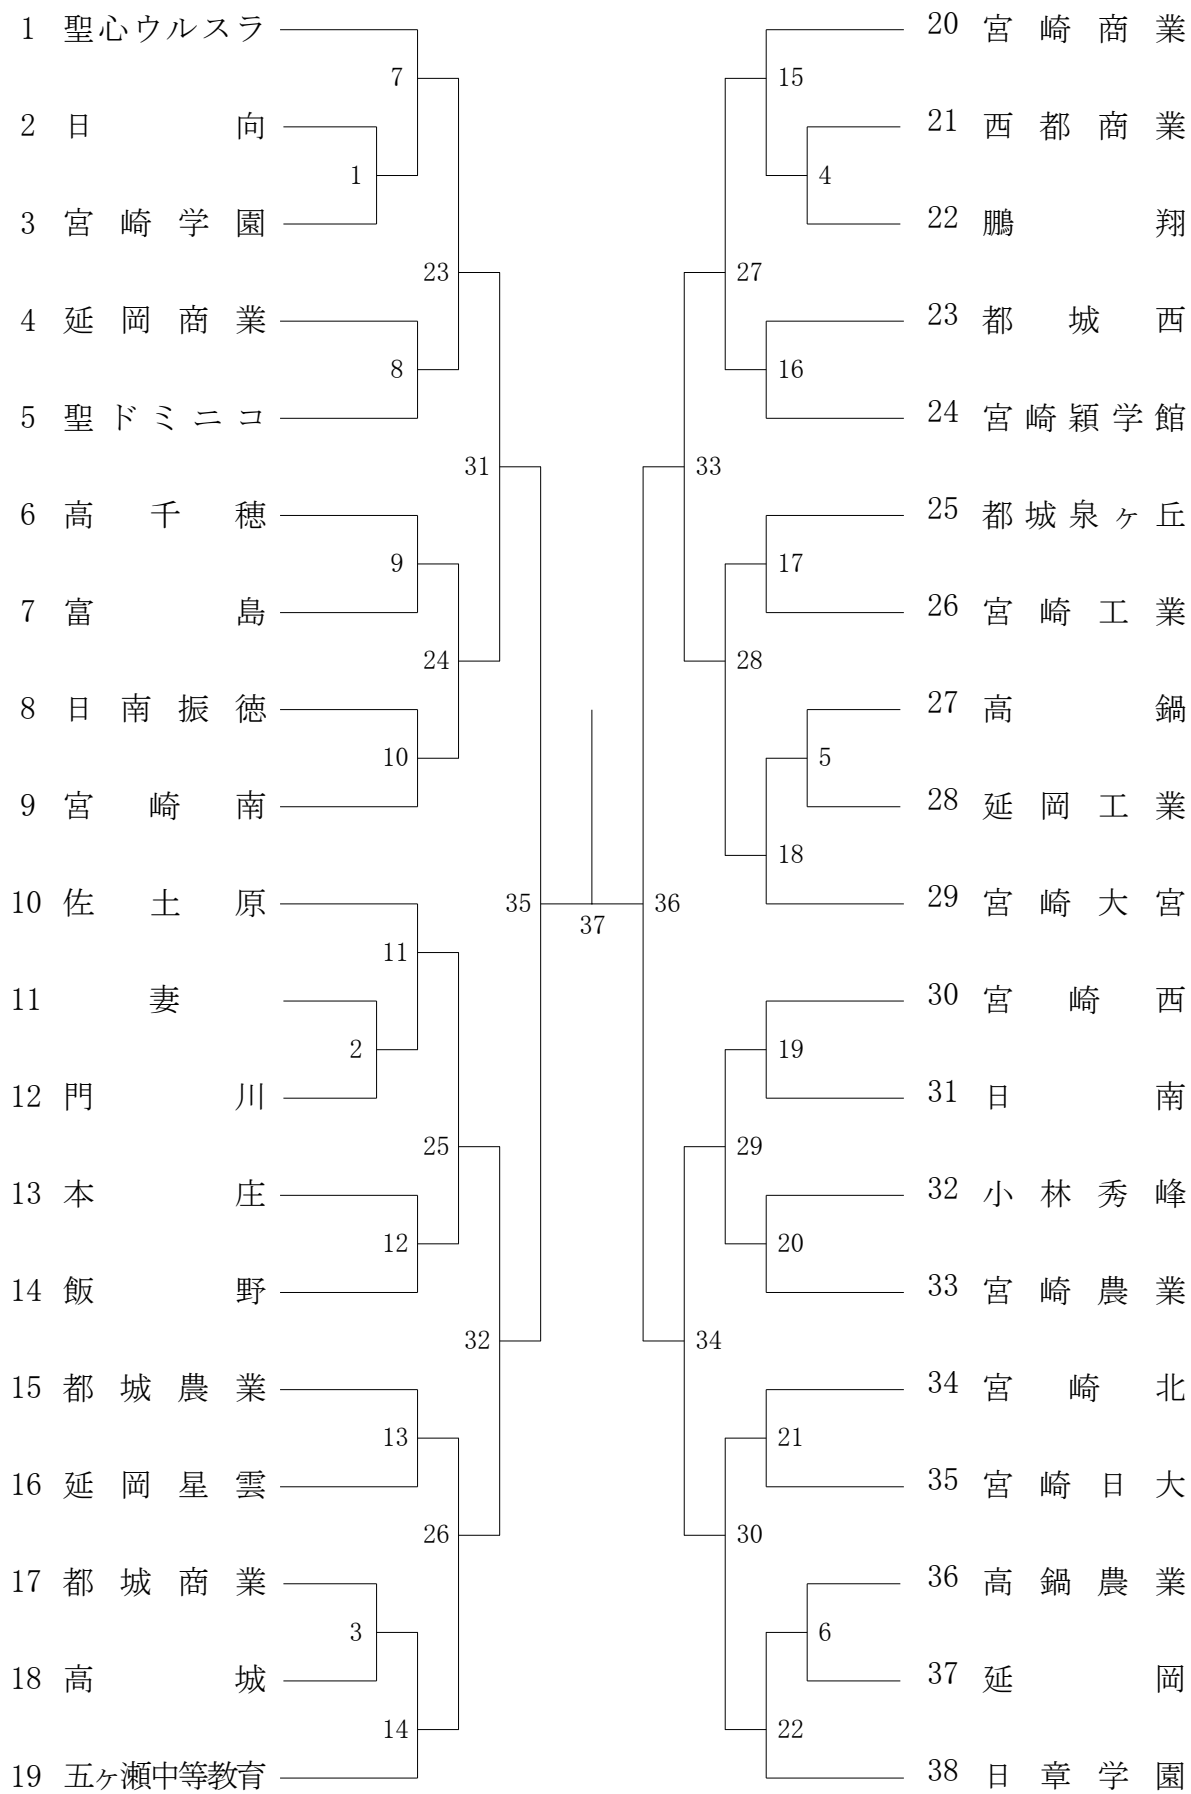 1 聖心ウルスラ
7
2 日向
1
3 宮崎学園
23
4 延岡商業
8
5 聖ドミニコ
31
6 高千穂
9
7 富島
24
8 日南振徳
10
9 宮崎南
35
10 佐土原
11
11 妻
2
12 門川
25
13 本庄
12
14 飯野
32
15 都城農業
13
16 延岡星雲
26
17 都城商業
3
18 高城
14
19 五ヶ瀬中等教育
37
20 宮崎商業
15
21 西都商業
4
22 鵬翔
27
23 都城西
16
24 宮崎穎学館
33
25 都城泉ヶ丘
17
26 宮崎工業
28
27 高鍋
5
28 延岡工業
18
29 宮崎大宮
36
30 宮崎西
19
31 日南
29
32 小林秀峰
20
33 宮崎農業
34
34 宮崎北
21
35 宮崎日大
30
36 高鍋農業
6
37 延岡
22
38 日章学園